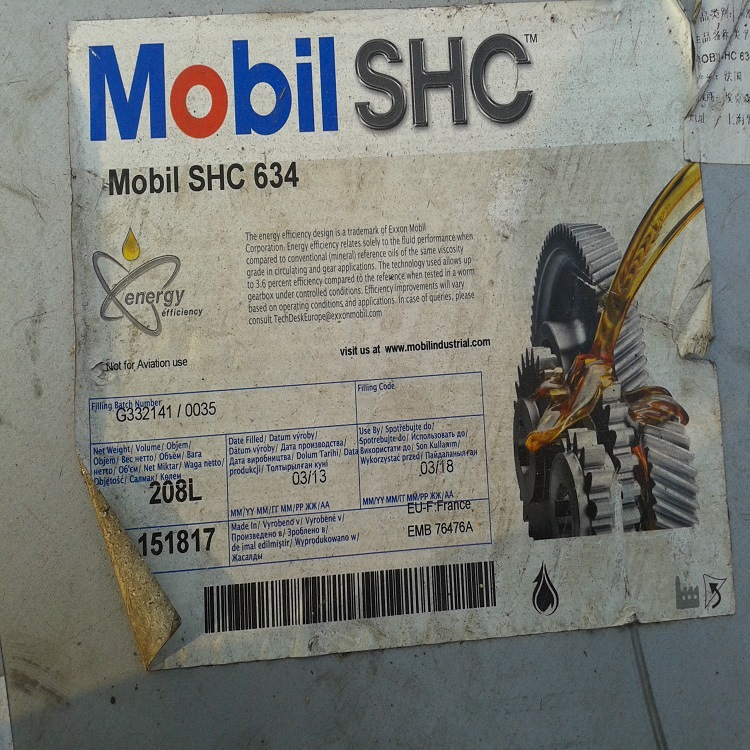 Mobil SHC™
Mobil SHC 634
The energy efficiency design is a trademark of Exxon Mobil
Corporation. Energy efficiency relates solely to the fluid performance when
compared to conventional (mineral) reference oils of the same viscosity
grade in circulating and gear applications. The technology used allows up
to 3.6 percent efficiency compared to the reference when tested in a worm
gearbox under controlled conditions. Efficiency improvements will vary
based on operating conditions and applications. In case of queries, please
consult TechDeskEurope@exxonmobil.com
energy
efficiency
visit us at www.mobilindustrial.com
Not for Aviation use
Filling Batch Number
G332141 / 0035
Filling Code
Net Weight/ Volume/ Objem/
Objem/ Вес нетто/ Объём/ Вага
нетто/ Об'єм/ Net Miktar/ Waga netto/
Objetość/ Салмақ/ Көлем
208L
Date Filled/ Datum výroby/
Datum výroby/ Дата производства/
Дата виробництва/ Dolum Tarihi/ Data
produkcji/ Толтырылған күні
03/13
MM/YY ММ/ГГ ММ/РР ЖЖ/АА
Use By/ Spotřebujte do/
Spotrebujte do/ Использовать до/
Використати до/ Son Kullanım/
Wykorzystać przed/ Пайдаланылған
03/18
MM/YY ММ/ГГ ММ/РР ЖЖ/АА
151817
Made In/ Vyrobeno v/ Vyrobené v/
Произведено в/ Зроблено в/
de imal edilmiştir/ Wyprodukowano w/
Жасалды
EU-F:France
EMB 76476A